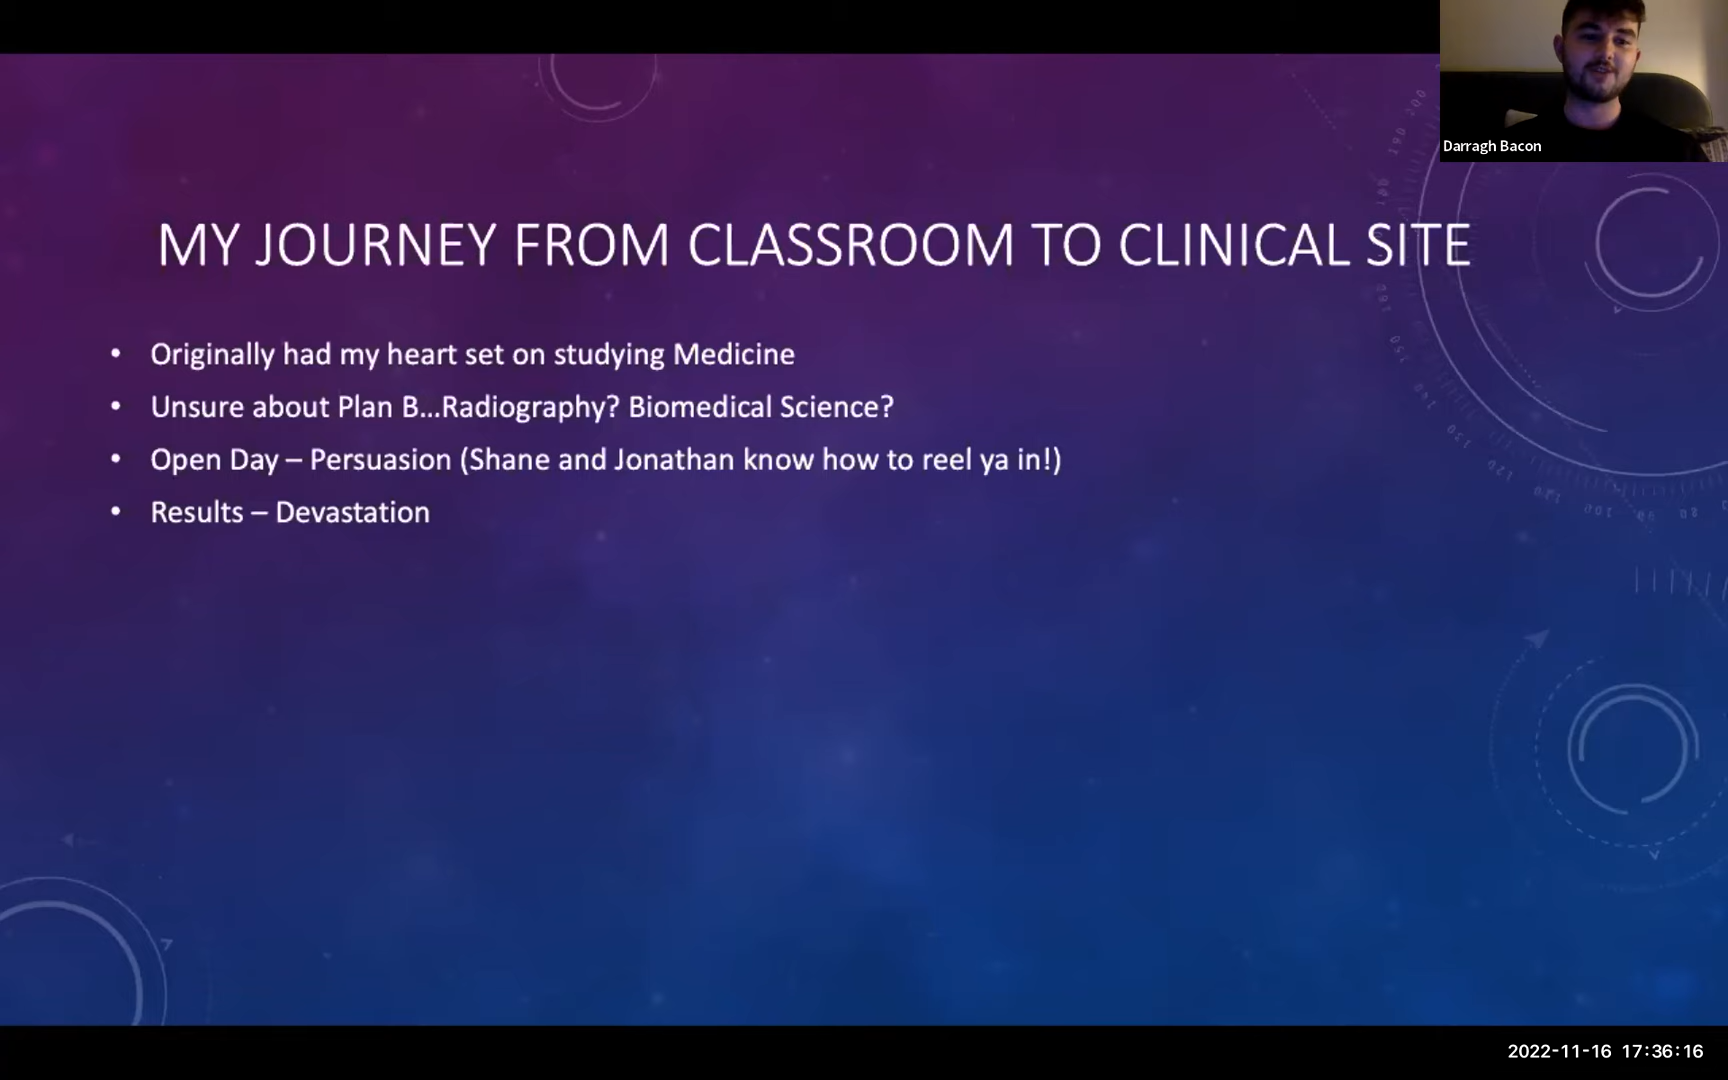 Darragh Bacon
MY JOURNEY FROM CLASSROOM TO CLINICAL SITE
• Originally had my heart set on studying Medicine
• Unsure about Plan B...Radiography? Biomedical Science?
• Open Day – Persuasion (Shane and Jonathan know how to reel ya in!)
• Results – Devastation
2022-11-16 17:36:16